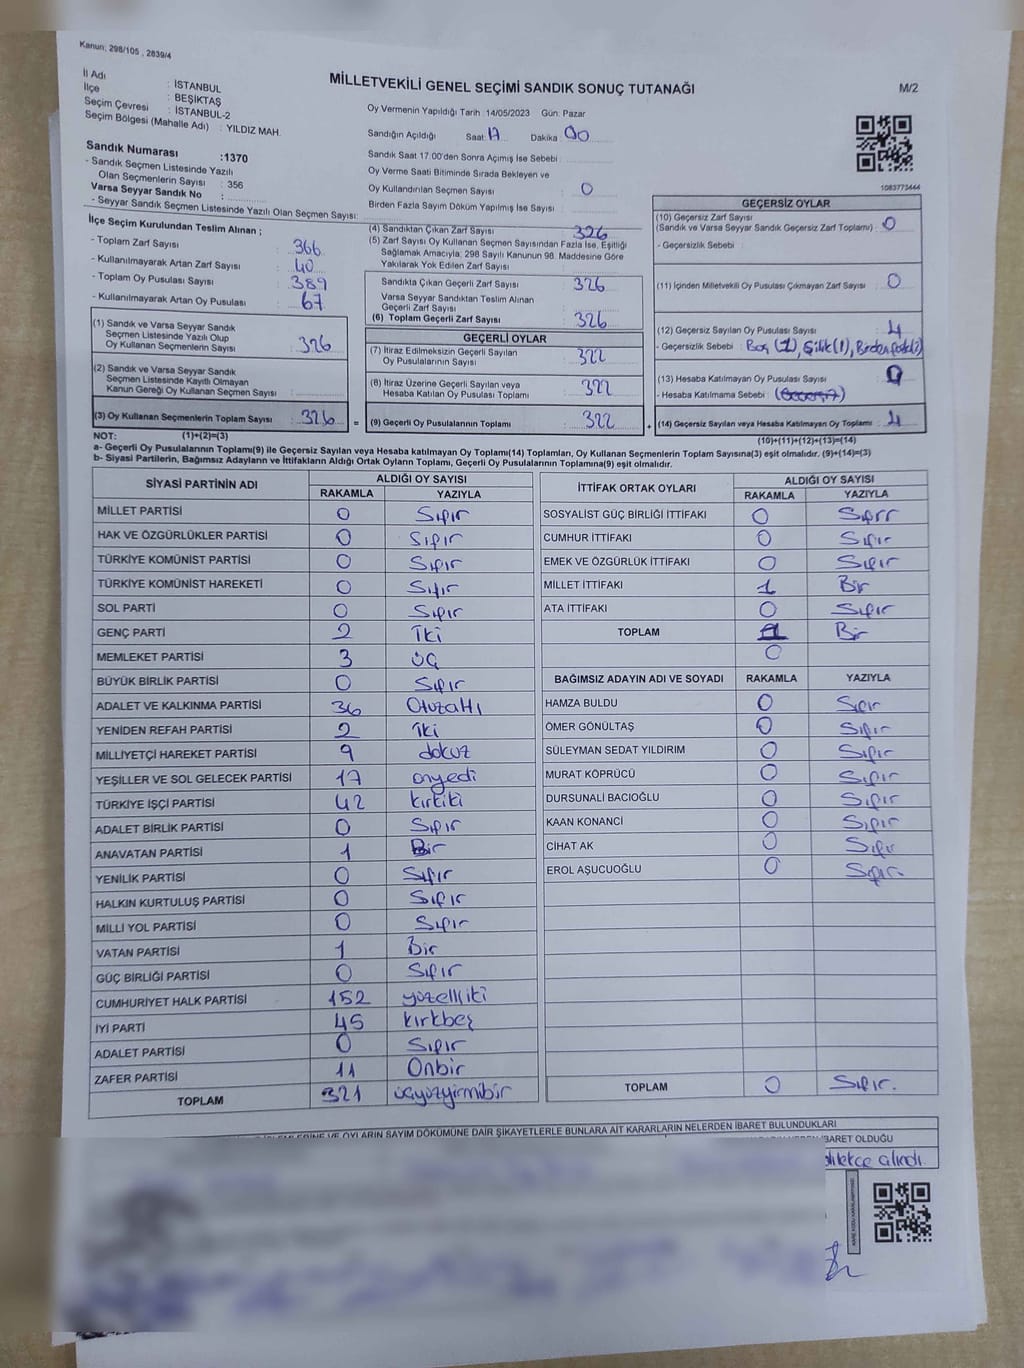 Kanun; 298/105 , 2839/4
MİLLETVEKİLİ GENEL SEÇİMİ SANDIK SONUÇ TUTANAĞI
M/2
İl Adı : İSTANBUL
İlçe : BEŞİKTAŞ
Seçim Çevresi : İSTANBUL-2
Seçim Bölgesi (Mahalle Adı) : YILDIZ MAH.
Sandık Numarası :1370
- Sandık Seçmen Listesinde Yazılı
Olan Seçmenlerin Sayısı : 356
Varsa Seyyar Sandık No :
- Seyyar Sandık Seçmen Listesinde Yazılı Olan Seçmen Sayısı:
Oy Vermenin Yapıldığı Tarih :14/05/2023 Gün: Pazar
Sandığın Açıldığı Saat: 17 Dakika: 00
Sandık Saat 17.00'den Sonra Açımış İse Sebebi :
Oy Verme Saati Bitiminde Sırada Bekleyen ve
Oy Kullandırılan Seçmen Sayısı : 0
Birden Fazla Sayım Döküm Yapılmış İse Sayısı :
1083773444
İlçe Seçim Kurulundan Teslim Alınan ;
- Toplam Zarf Sayısı : 366
- Kullanılmayarak Artan Zarf Sayısı : 40
- Toplam Oy Pusulası Sayısı : 389
- Kullanılmayarak Artan Oy Pusulası : 67
(1) Sandık ve Varsa Seyyar Sandık
Seçmen Listesinde Yazılı Olup
Oy Kullanan Seçmenlerin Sayısı : 326
(2) Sandık ve Varsa Seyyar Sandık
Seçmen Listesinde Kayıtlı Olmayan
Kanun Gereği Oy Kullanan Seçmen Sayısı :
(3) Oy Kullanan Seçmenlerin Toplam Sayısı : 326
(4) Sandıktan Çıkan Zarf Sayısı : 326
(5) Zarf Sayısı Oy Kullanan Seçmen Sayısından Fazla İse, Eşitliği
Sağlamak Amacıyla; 298 Sayılı Kanunun 98. Maddesine Göre
Yakılarak Yok Edilen Zarf Sayısı :
Sandıkta Çıkan Geçerli Zarf Sayısı : 326
Varsa Seyyar Sandıktan Teslim Alınan
Geçerli Zarf Sayısı :
(6) Toplam Geçerli Zarf Sayısı : 326
GEÇERLİ OYLAR
(7) İtiraz Edilmeksizin Geçerli Sayılan
Oy Pusulalarının Sayısı : 322
(8) İtiraz Üzerine Geçerli Sayılan veya
Hesaba Katılan Oy Pusulası Toplamı : 322
= (9) Geçerli Oy Pusulalarının Toplamı : 322
GEÇERSİZ OYLAR
(10) Geçersiz Zarf Sayısı
(Sandık ve Varsa Seyyar Sandık Geçersiz Zarf Toplamı) : 0
- Geçersizlik Sebebi :
(11) İçinden Milletvekili Oy Pusulası Çıkmayan Zarf Sayısı : 0
(12) Geçersiz Sayılan Oy Pusulası Sayısı : 4
- Geçersizlik Sebebi : Boş (1), Şilik(1),
(13) Hesaba Katılmayan Oy Pusulası Sayısı : 0
- Hesaba Katılmama Sebebi :
+ (14) Geçersiz Sayılan veya Hesaba Katılmayan Oy Toplamı : 4
NOT: (1)+(2)=(3)
(10)+(11)+(12)+(13)=(14)
a- Geçerli Oy Pusulalarının Toplamı(9) ile Geçersiz Sayılan veya Hesaba Katılmayan Oy Toplamı(14) Toplamları, Oy Kullanan Seçmenlerin Toplam Sayısına(3) eşit olmalıdır. (9)+(14)=(3)
b- Siyasi Partilerin, Bağımsız Adayların ve İttifakların Aldığı Ortak Oyların Toplamı, Geçerli Oy Pusulalarının Toplamına(9) eşit olmalıdır.
SİYASİ PARTİNİN ADI ALDIĞI OY SAYISI
RAKAMLA YAZIYLA
MİLLET PARTİSİ 0 Sıfır
HAK VE ÖZGÜRLÜKLER PARTİSİ 0 Sıfır
TÜRKİYE KOMÜNİST PARTİSİ 0 Sıfır
TÜRKİYE KOMÜNİST HAREKETİ 0 Sıfır
SOL PARTİ 0 Sıfır
GENÇ PARTİ 2 İki
MEMLEKET PARTİSİ 3 üç
BÜYÜK BİRLİK PARTİSİ 0 Sıfır
ADALET VE KALKINMA PARTİSİ 36 Otuzaltı
YENİDEN REFAH PARTİSİ 2 İki
MİLLİYETÇİ HAREKET PARTİSİ 9 dokuz
YEŞİLLER VE SOL GELECEK PARTİSİ 17 onyedi
TÜRKİYE İŞÇİ PARTİSİ 42 kırkiki
ADALET BİRLİK PARTİSİ 0 Sıfır
ANAVATAN PARTİSİ 1 Bir
YENİLİK PARTİSİ 0 Sıfır
HALKIN KURTULUŞ PARTİSİ 0 Sıfır
MİLLİ YOL PARTİSİ 0 Sıfır
VATAN PARTİSİ 1 Bir
GÜÇ BİRLİĞİ PARTİSİ 0 Sıfır
CUMHURİYET HALK PARTİSİ 152 yüzelliiki
İYİ PARTİ 45 kırkbeş
ADALET PARTİSİ 0 Sıfır
ZAFER PARTİSİ 11 Onbir
TOPLAM 321 üçyüzyirmibir
İTTİFAK ORTAK OYLARI ALDIĞI OY SAYISI
RAKAMLA YAZIYLA
SOSYALİST GÜÇ BİRLİĞİ İTTİFAKI 0 Sıfır
CUMHUR İTTİFAKI 0 Sıfır
EMEK VE ÖZGÜRLÜK İTTİFAKI 0 Sıfır
MİLLET İTTİFAKI 1 Bir
ATA İTTİFAKI 0 Sıfır
TOPLAM 1 Bir
0
BAĞIMSIZ ADAYIN ADI VE SOYADI RAKAMLA YAZIYLA
HAMZA BULDU 0 Sıfır
ÖMER GÖNÜLTAŞ 0 Sıfır
SÜLEYMAN SEDAT YILDIRIM 0 Sıfır
MURAT KÖPRÜCÜ 0 Sıfır
DURSUNALİ BACIOĞLU 0 Sıfır
KAAN KONANCİ 0 Sıfır
CİHAT AK 0 Sıfır
EROL AŞUCUOĞLU 0 Sıfır
TOPLAM 0 Sıfır.
VE OYLARIN SAYIM DÖKÜMÜNE DAİR ŞİKAYETLERLE BUNLARA AİT KARARLARIN NELERDEN İBARET BULUNDUKLARI
İBARET OLDUĞU
dilekçe alındı.